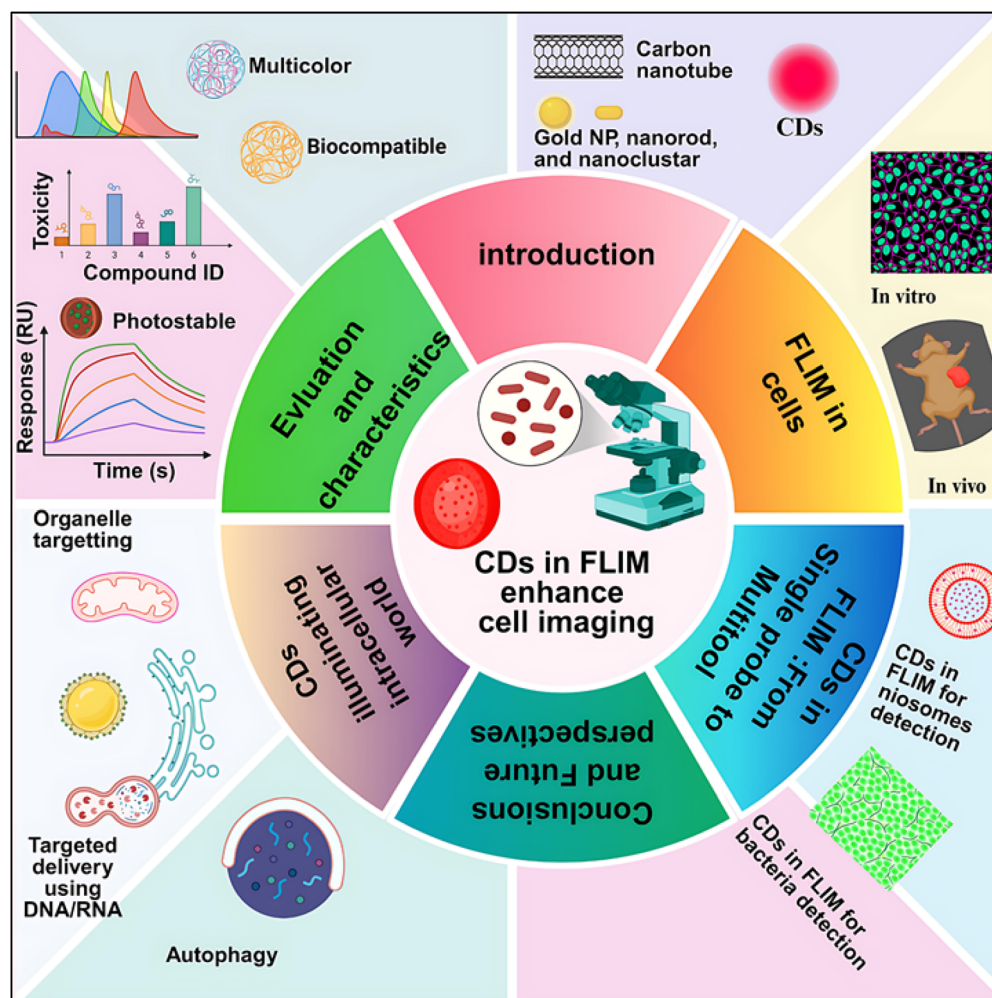 Multicolor
Biocompatible
Carbon
nanotube
CDs
Gold NP, nanorod,
and nanoclustar
Toxicity
1 2 3 4 5 6
Compound ID
Photostable
Response (RU)
Time (s)
In vitro
In vivo
introduction
FLIM in
cells
Evluation
and
characteristics
CDs in FLIM
enhance
cell imaging
CDs
illuminating
intracellular
world
CDs in
FLIM :From
Single probe to
Multitool
Conclusions
and Future
perspectives
Organelle
targetting
Targeted
delivery
using
DNA/RNA
Autophagy
CDs in
FLIM for
niosomes
detection
CDs in FLIM for
bacteria detection